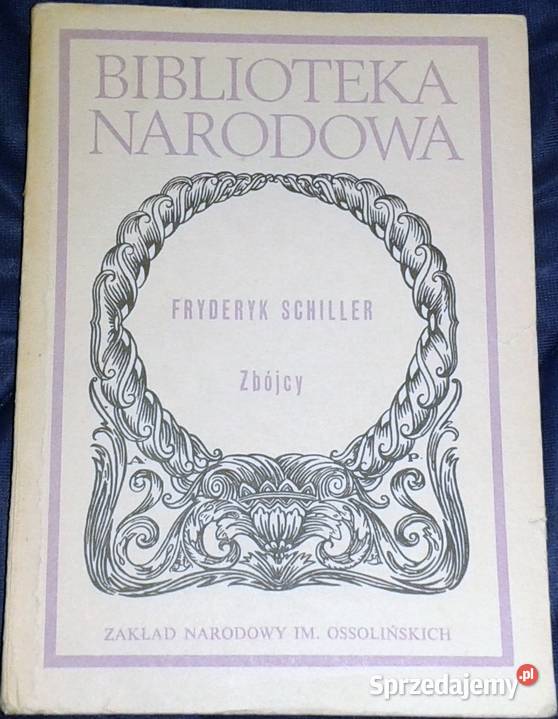 BIBLIOTEKA
NARODOWA
FRYDERYK SCHILLER
Zbójcy
A P
ZAKŁAD NARODOWY IM. OSSOLIŃSKICH
Sprzedajemy.pl